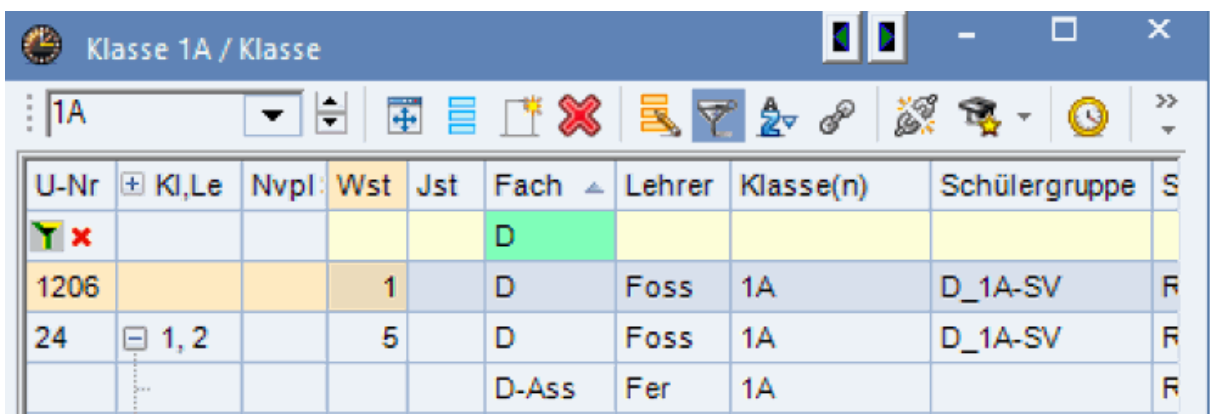 Klasse 1A / Klasse
1A
U-Nr Kl,Le Nvpl Wst Jst Fach Lehrer Klasse(n) Schülergruppe S
D
1206 1 D Foss 1A D_1A-SV R
24 1, 2 5 D Foss 1A D_1A-SV R
D-Ass Fer 1A R